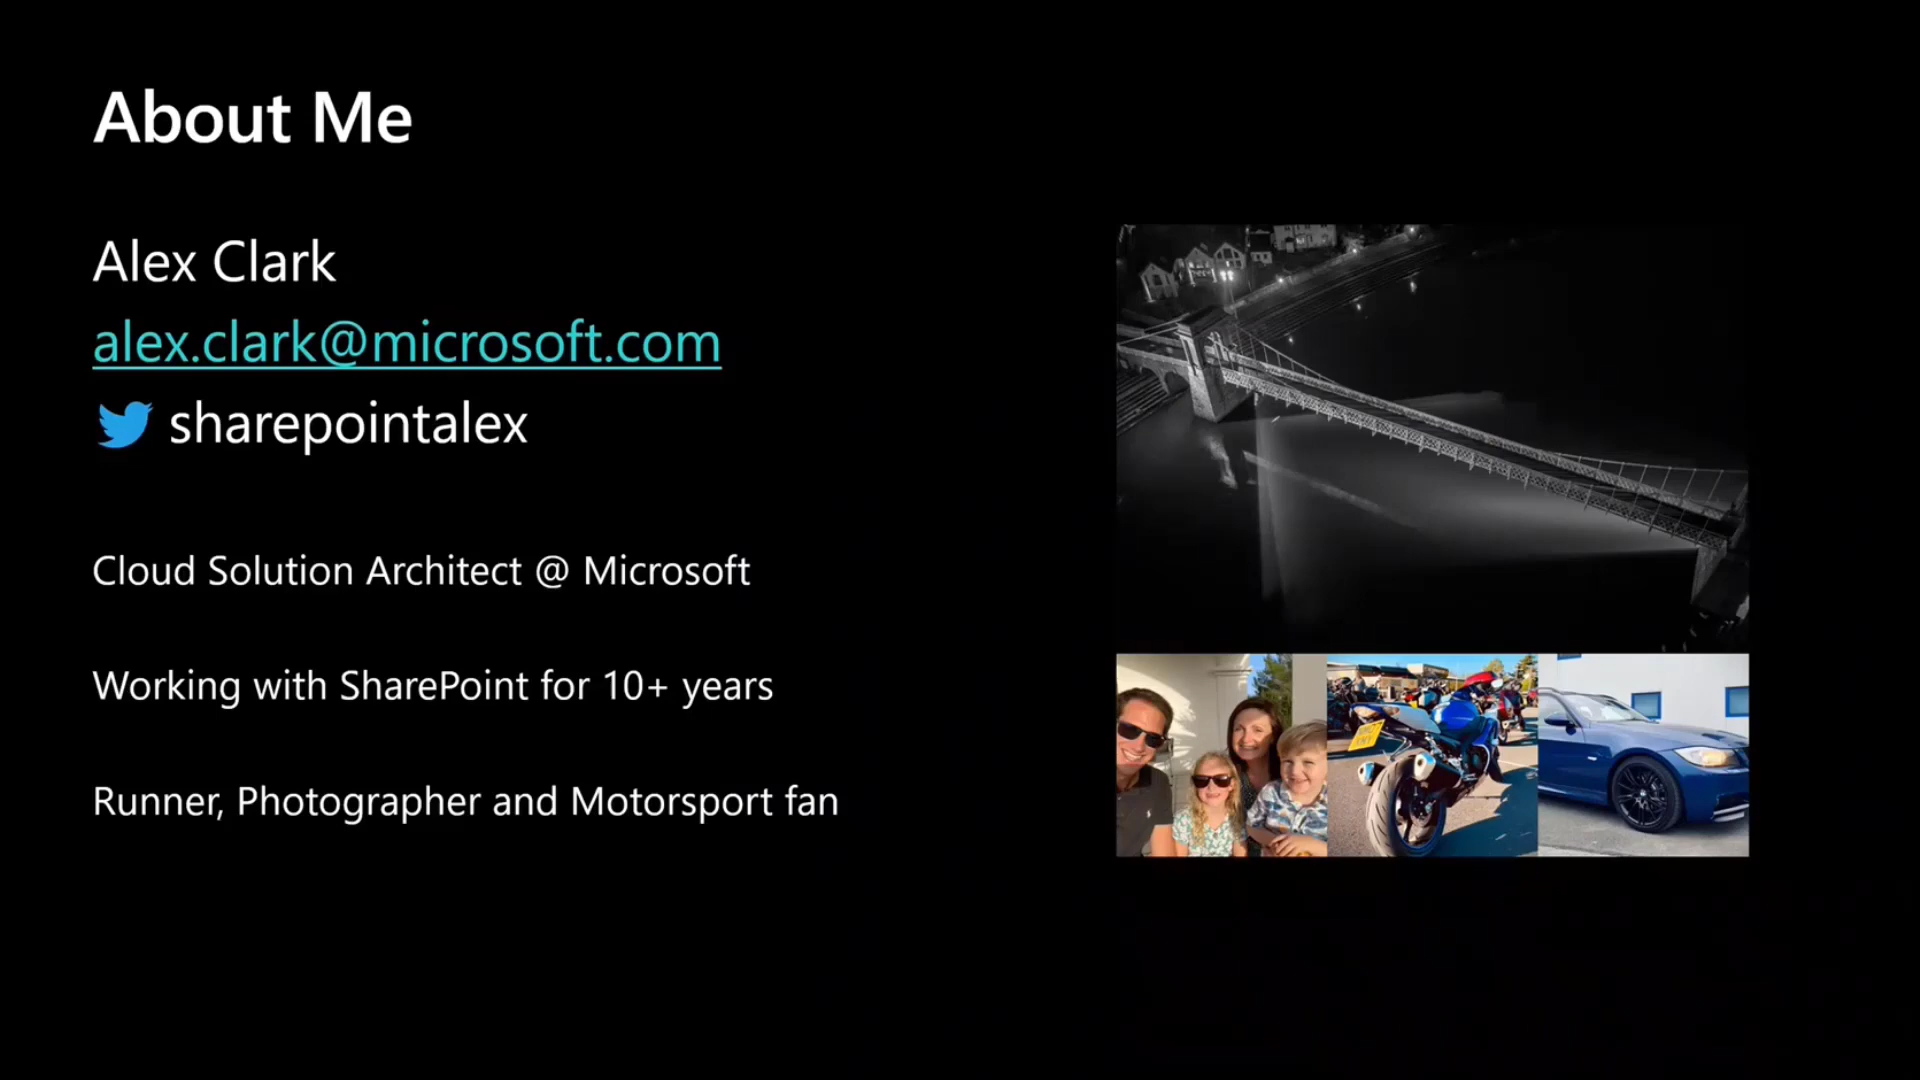 About Me
Alex Clark
alex.clark@microsoft.com
sharepointalex
Cloud Solution Architect @ Microsoft
Working with SharePoint for 10+ years
Runner, Photographer and Motorsport fan